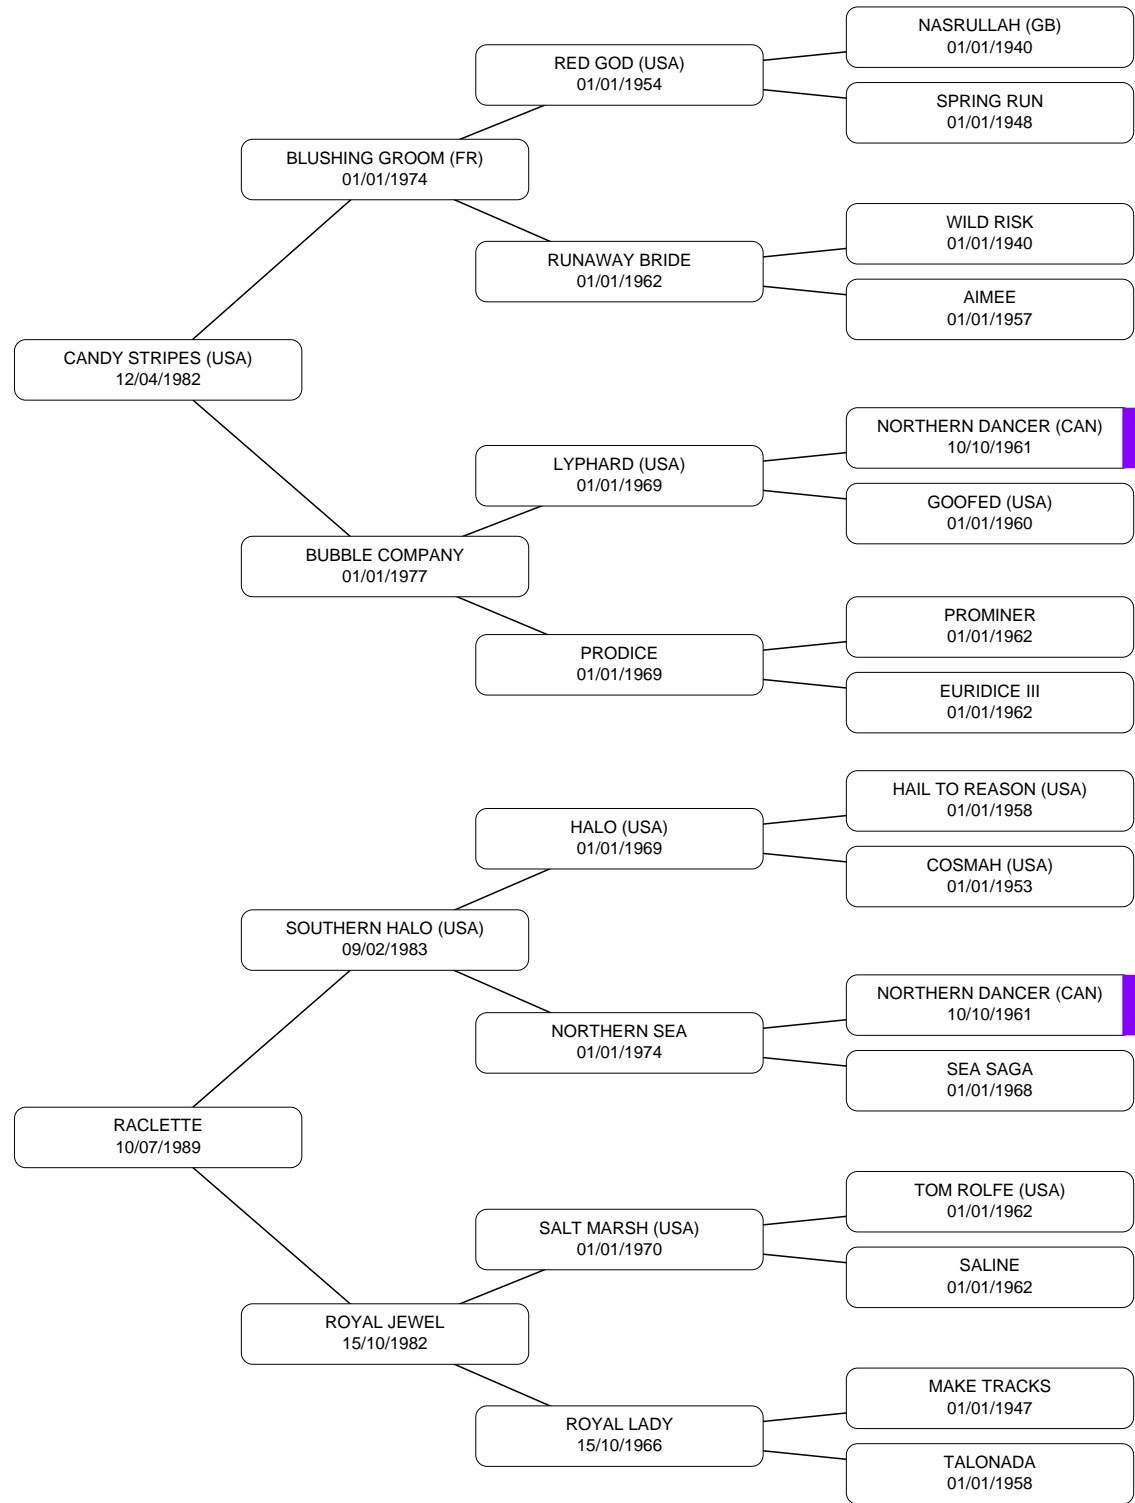 NASRULLAH (GB)
01/01/1940
RED GOD (USA)
01/01/1954
SPRING RUN
01/01/1948
BLUSHING GROOM (FR)
01/01/1974
WILD RISK
01/01/1940
RUNAWAY BRIDE
01/01/1962
AIMEE
01/01/1957
CANDY STRIPES (USA)
12/04/1982
NORTHERN DANCER (CAN)
10/10/1961
LYPHARD (USA)
01/01/1969
GOOFED (USA)
01/01/1960
BUBBLE COMPANY
01/01/1977
PROMINER
01/01/1962
PRODICE
01/01/1969
EURIDICE III
01/01/1962
HAIL TO REASON (USA)
01/01/1958
HALO (USA)
01/01/1969
COSMAH (USA)
01/01/1953
SOUTHERN HALO (USA)
09/02/1983
NORTHERN DANCER (CAN)
10/10/1961
NORTHERN SEA
01/01/1974
SEA SAGA
01/01/1968
RACLETTE
10/07/1989
TOM ROLFE (USA)
01/01/1962
SALT MARSH (USA)
01/01/1970
SALINE
01/01/1962
ROYAL JEWEL
15/10/1982
MAKE TRACKS
01/01/1947
ROYAL LADY
15/10/1966
TALONADA
01/01/1958